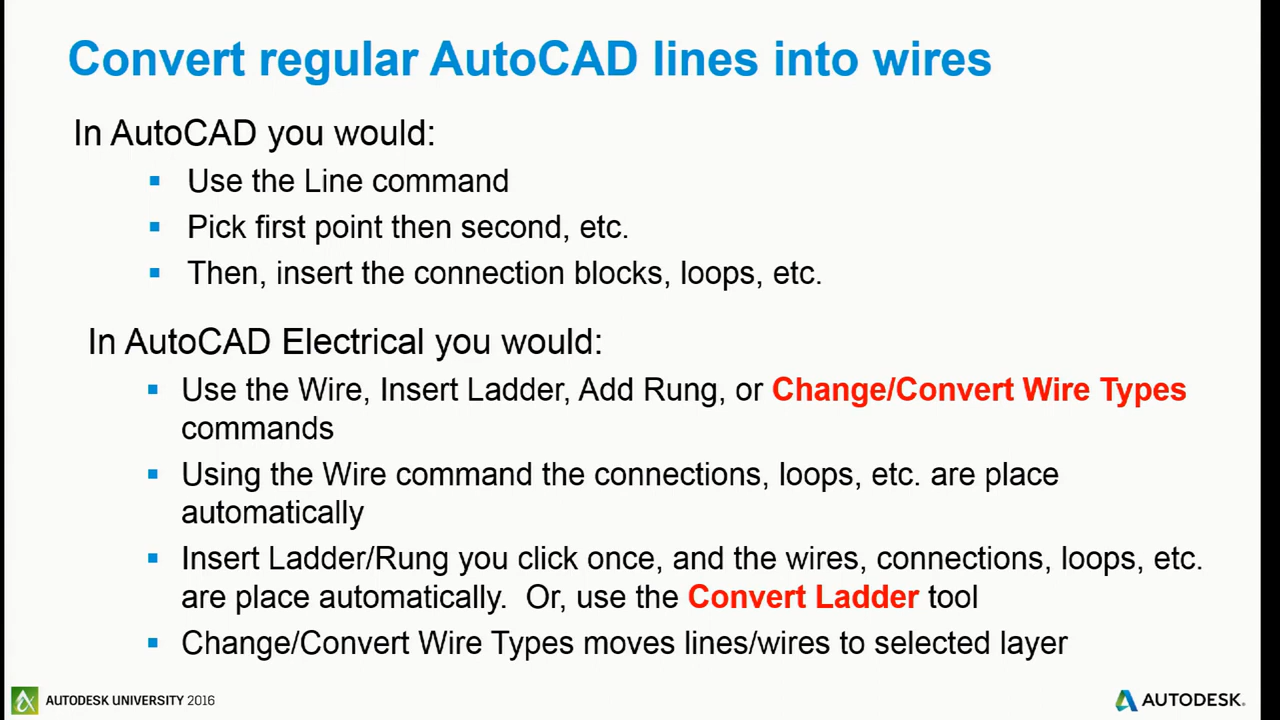 Convert regular AutoCAD lines into wires
In AutoCAD you would:
▪ Use the Line command
▪ Pick first point then second, etc.
▪ Then, insert the connection blocks, loops, etc.
In AutoCAD Electrical you would:
▪ Use the Wire, Insert Ladder, Add Rung, or Change/Convert Wire Types
commands
▪ Using the Wire command the connections, loops, etc. are place
automatically
▪ Insert Ladder/Rung you click once, and the wires, connections, loops, etc.
are place automatically.  Or, use the Convert Ladder tool
▪ Change/Convert Wire Types moves lines/wires to selected layer
AUTODESK UNIVERSITY 2016
AUTODESK.